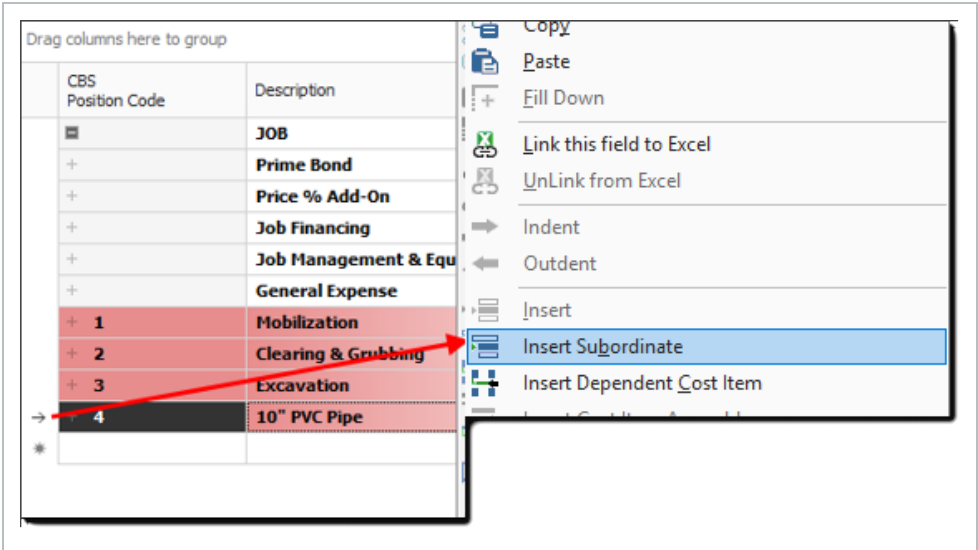 Drag columns here to group
CBS
Position Code
Description
JOB
Prime Bond
Price % Add-On
Job Financing
Job Management & Equ
General Expense
1 Mobilization
2 Clearing & Grubbing
3 Excavation
4 10" PVC Pipe
Copy
Paste
Fill Down
Link this field to Excel
UnLink from Excel
Indent
Outdent
Insert
Insert Subordinate
Insert Dependent Cost Item